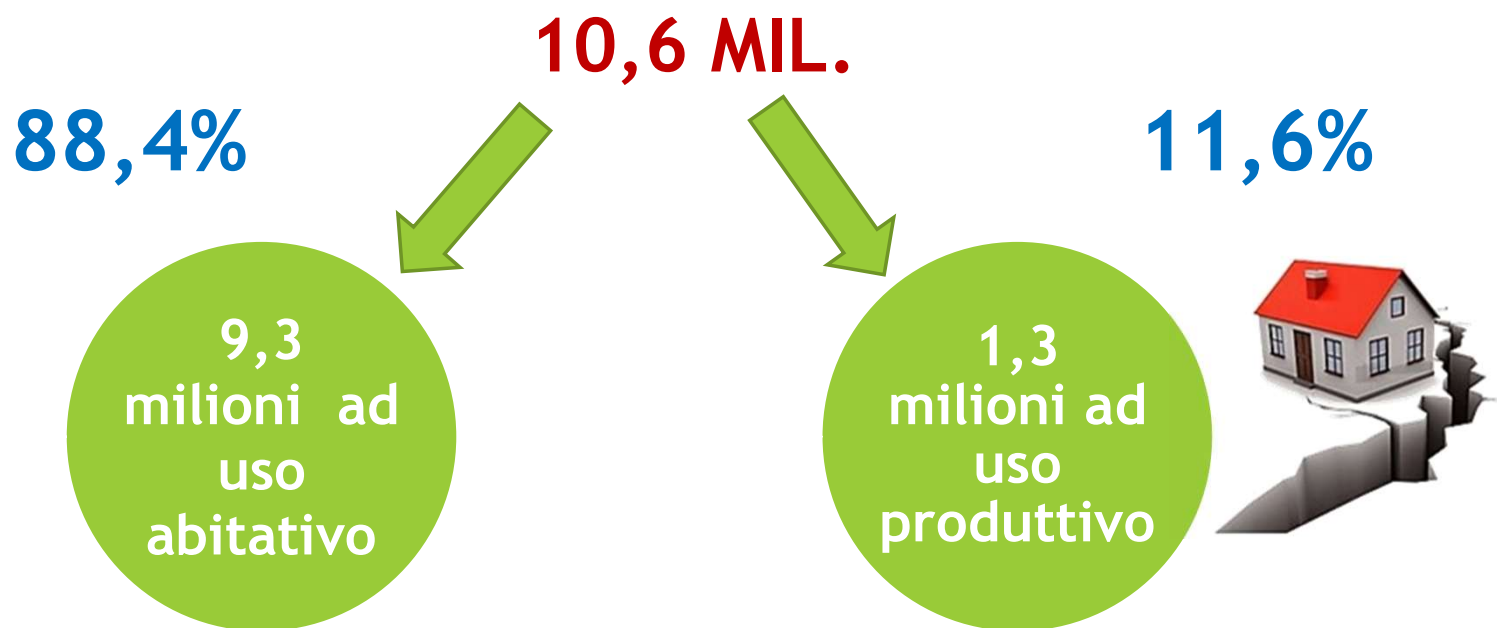 10,6 MIL.
88,4%
11,6%
9,3
milioni ad
uso
abitativo
1,3
milioni ad
uso
produttivo